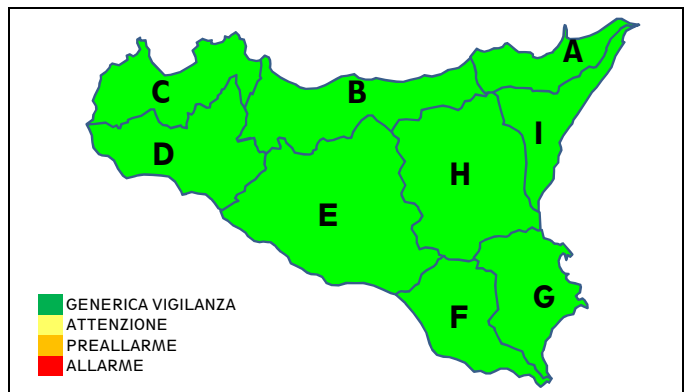 A
B
C
I
D
H
E
G
F
GENERICA VIGILANZA
ATTENZIONE
PREALLARME
ALLARME